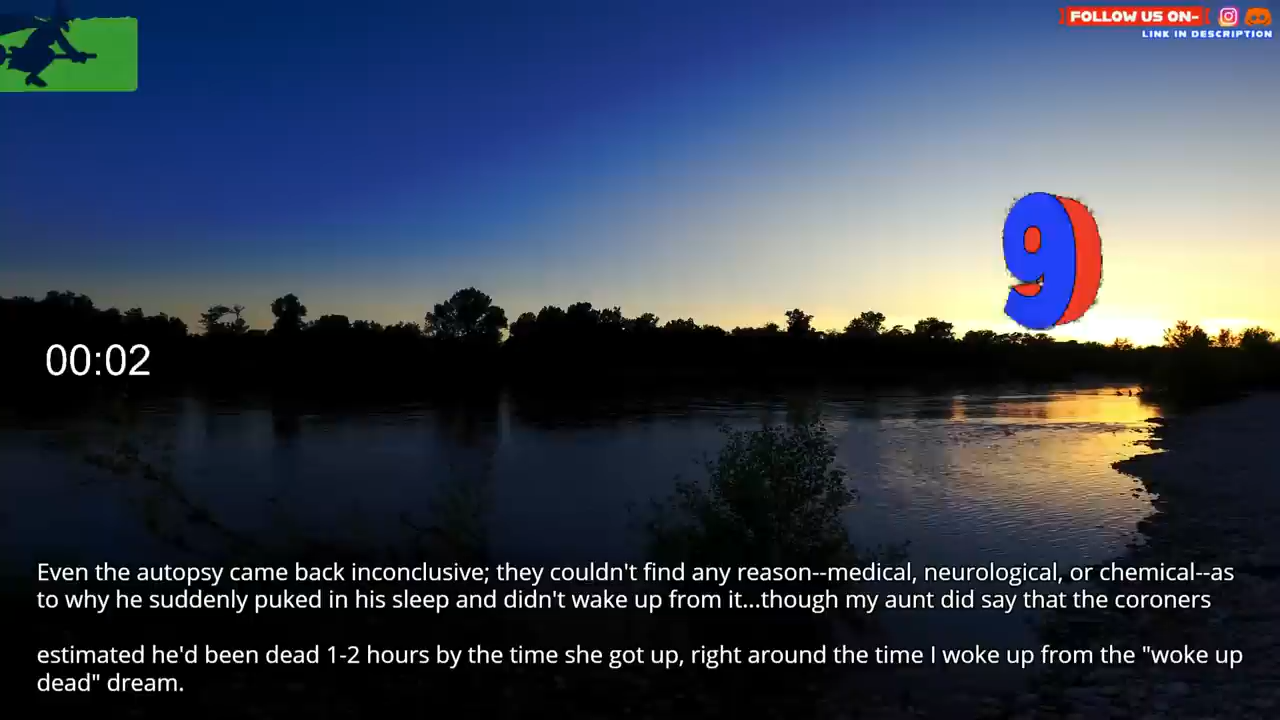 FOLLOW US ON-
LINK IN DESCRIPTION
9
00:02
Even the autopsy came back inconclusive; they couldn't find any reason--medical, neurological, or chemical--as
to why he suddenly puked in his sleep and didn't wake up from it...though my aunt did say that the coroners
estimated he'd been dead 1-2 hours by the time she got up, right around the time I woke up from the "woke up
dead" dream.